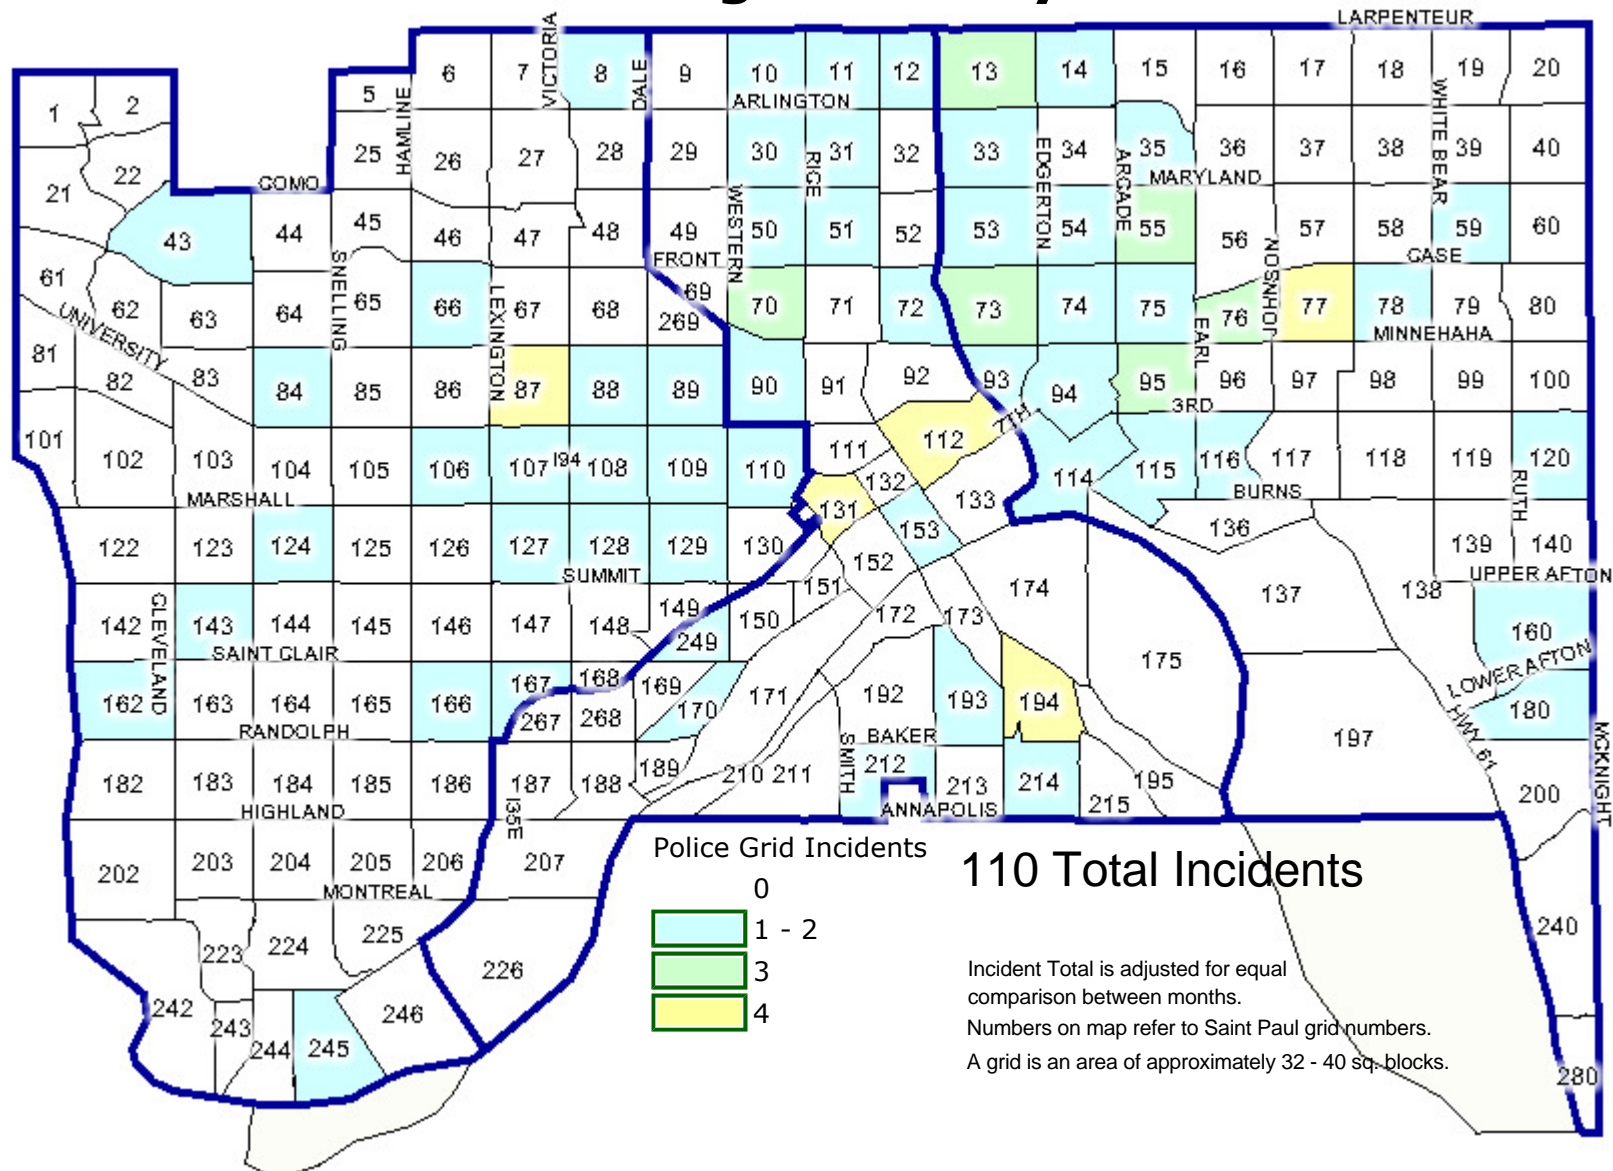 LARPENTEUR
VICTORIA
DALE
6 7 8 9 10 11 12 13 14 15 16 17 18 19 20
1 2 5
ARLINGTON
HAMLINE
WHITE BEAR
21 22 25 26 27 28 29 30 31 32 33 34 35 36 37 38 39 40
RICE
EDGERTON
ARCADE
COMO
MARYLAND
WESTERN
43 44 45 46 47 48 49 50 51 52 53 54 55 56 57 58 59 60
SNELLING
FRONT
JOHNSON
CASE
61 62 63 64 65 66 67 68 69 269 70 71 72 73 74 75 76 77 78 79 80
UNIVERSITY
LEXINGTON
EARL
MINNEHAHA
81 82 83 84 85 86 87 88 89 90 91 92 93 94 95 96 97 98 99 100
3RD
7TH
101 102 103 104 105 106 107 I94 108 109 110 111 112 114 115 116 117 118 119 120
MARSHALL
BURNS
RUTH
131 132 133 153 136
122 123 124 125 126 127 128 129 130 152 139 140
SUMMIT
UPPER AFTON
151 174 137 138
CLEVELAND
142 143 144 145 146 147 148 149 249 150 172 173 160
SAINT CLAIR
LOWER AFTON
175
162 163 164 165 166 167 168 169 170 171 192 193 194 180
267 268
RANDOLPH
BAKER
SMITH
HWY 61
MCKNIGHT
197
182 183 184 185 186 187 188 189 210 211 212 213 214 195 215 200
HIGHLAND
I35E
ANNAPOLIS
202 203 204 205 206 207
MONTREAL
223 224 225 226 240
242 243 244 245 246 280
Police Grid Incidents
0
1 - 2
3
4
110 Total Incidents
Incident Total is adjusted for equal
comparison between months.
Numbers on map refer to Saint Paul grid numbers.
A grid is an area of approximately 32 - 40 sq. blocks.